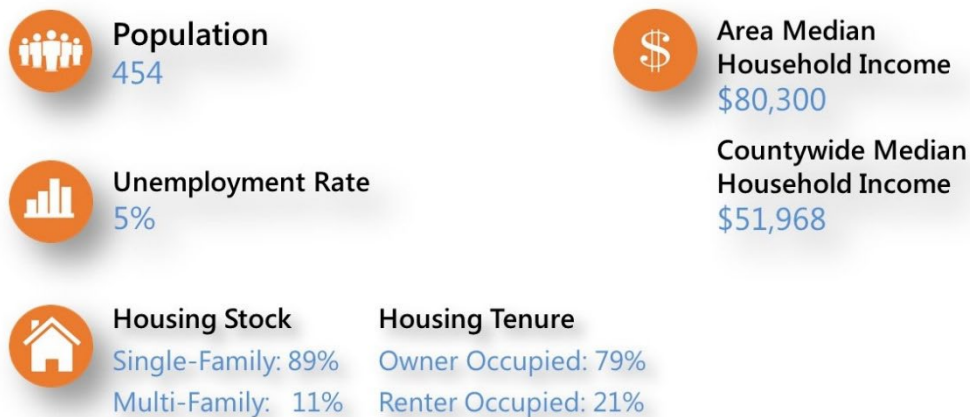 Population
454
Area Median
Household Income
$80,300
Countywide Median
Household Income
$51,968
Unemployment Rate
5%
Housing Stock
Single-Family: 89%
Multi-Family: 11%
Housing Tenure
Owner Occupied: 79%
Renter Occupied: 21%